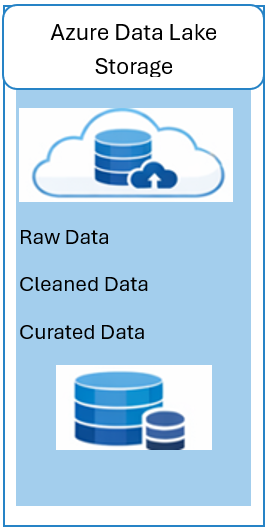 Azure Data Lake
Storage
Raw Data
Cleaned Data
Curated Data